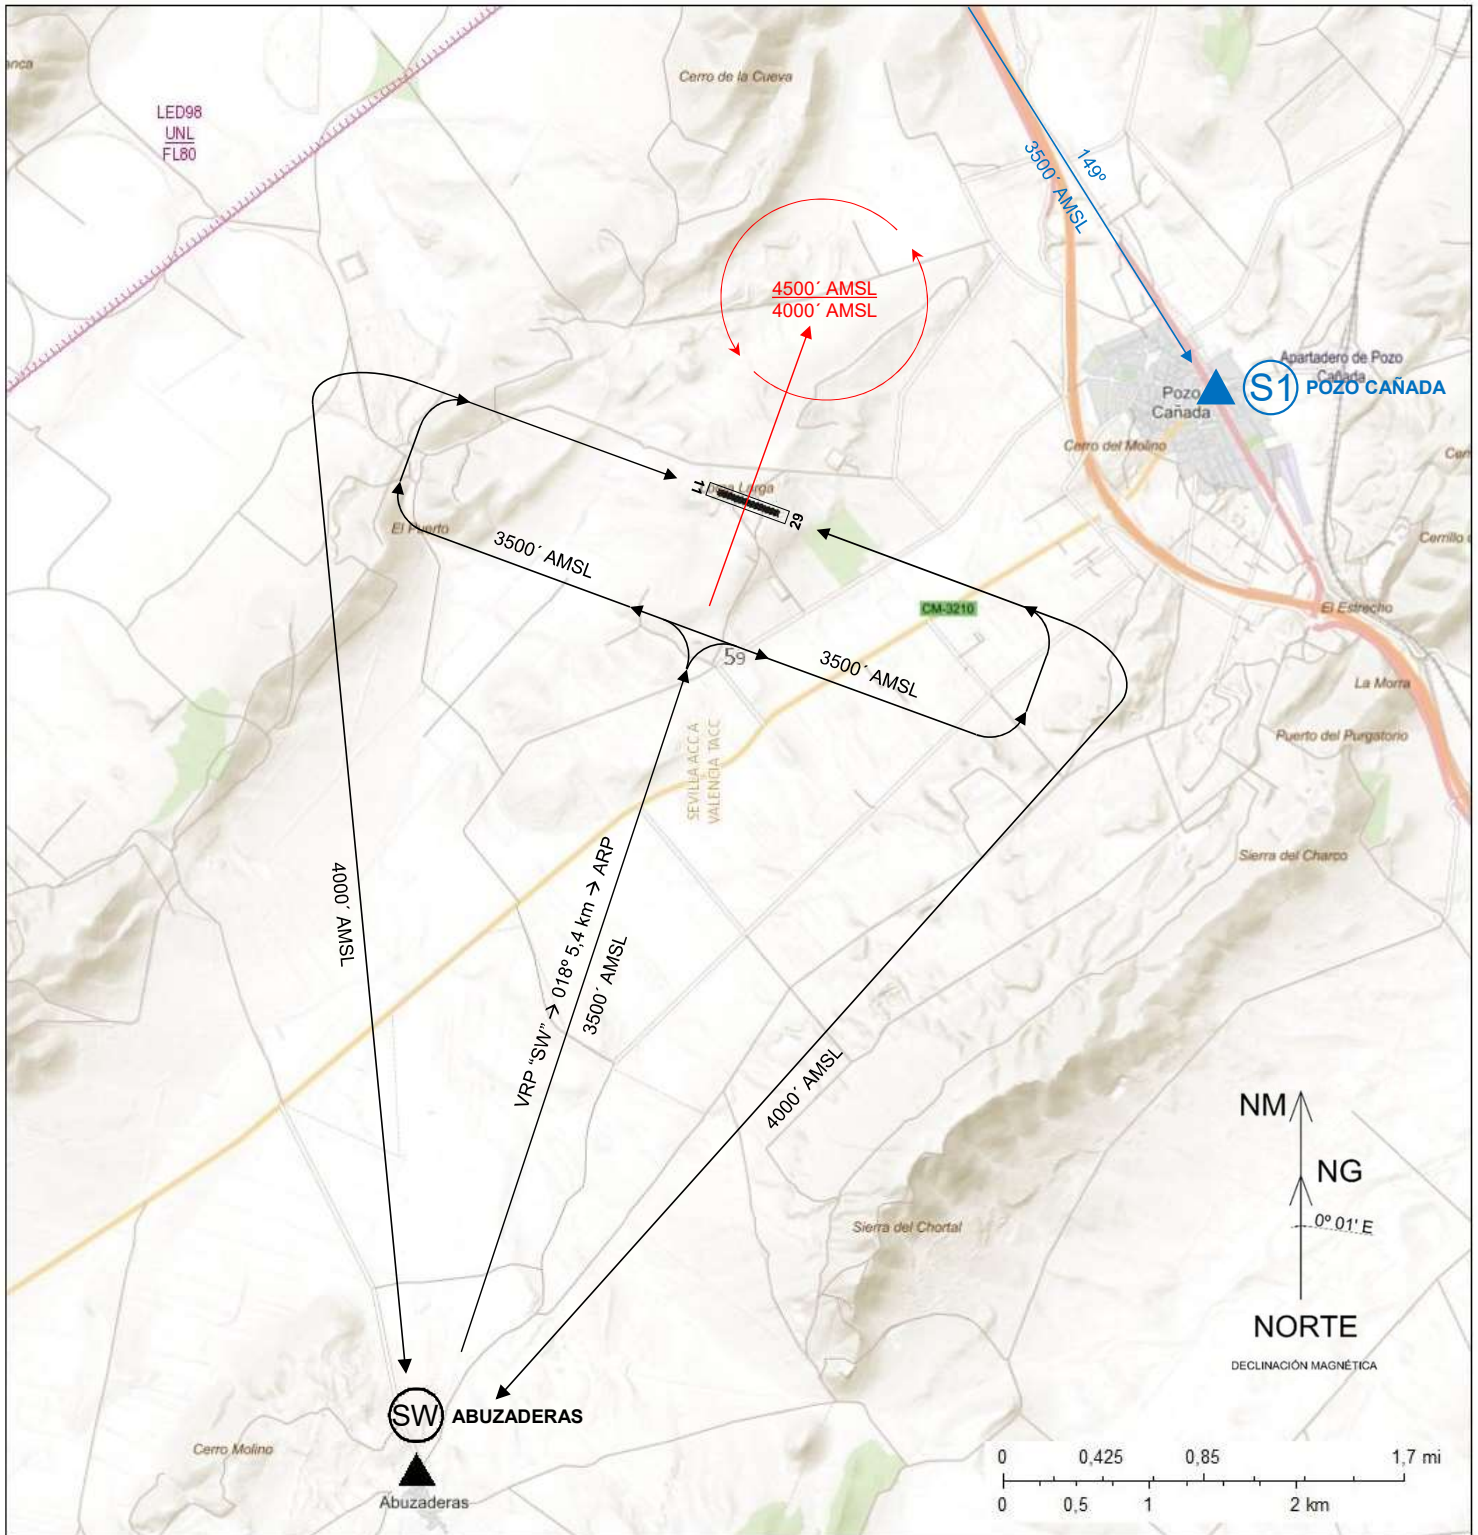 anca
Cerro de la Cueva
LED98
UNL
FL80
149º
3500´ AMSL
4500´ AMSL
4000´ AMSL
Apartadero de Pozo
Cañada
S1 POZO CAÑADA
Pozo
Cañada
Cerro del Molino
Cer
11
Larga
29
El Puerto
3500´ AMSL
Cerrillo
CM-3210
El Estrecho
59
3500´ AMSL
La Morra
Puerto del Purgatorio
SEVILLA ACC A
VALENCIA TACC
Sierra del Charco
4000´ AMSL
VRP “SW” → 018º 5,4 km → ARP
3500´ AMSL
4000´ AMSL
NM
NG
0º 01' E
Sierra del Chortal
NORTE
DECLINACIÓN MAGNÉTICA
SW ABUZADERAS
Cerro Molino
Abuzaderas
0 0,425 0,85 1,7 mi
0 0,5 1 2 km